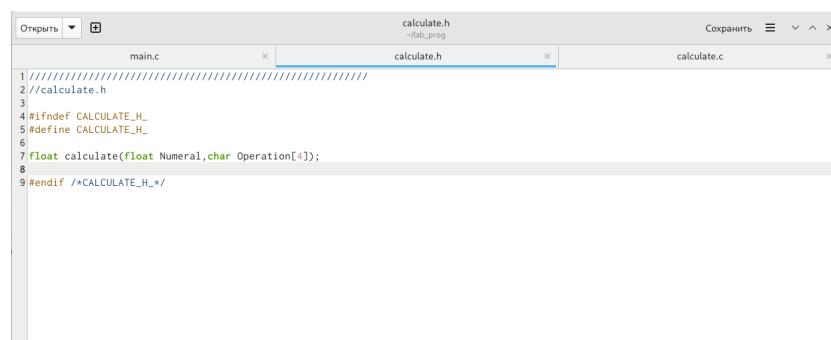 Открыть
calculate.h
~/lab_prog
Сохранить
main.c
calculate.h
calculate.c
1 /////////////////////////////////////////////////////////
2 //calculate.h
3
4 #ifndef CALCULATE_H_
5 #define CALCULATE_H_
6
7 float calculate(float Numeral,char Operation[4]);
8
9 #endif /*CALCULATE_H_*/